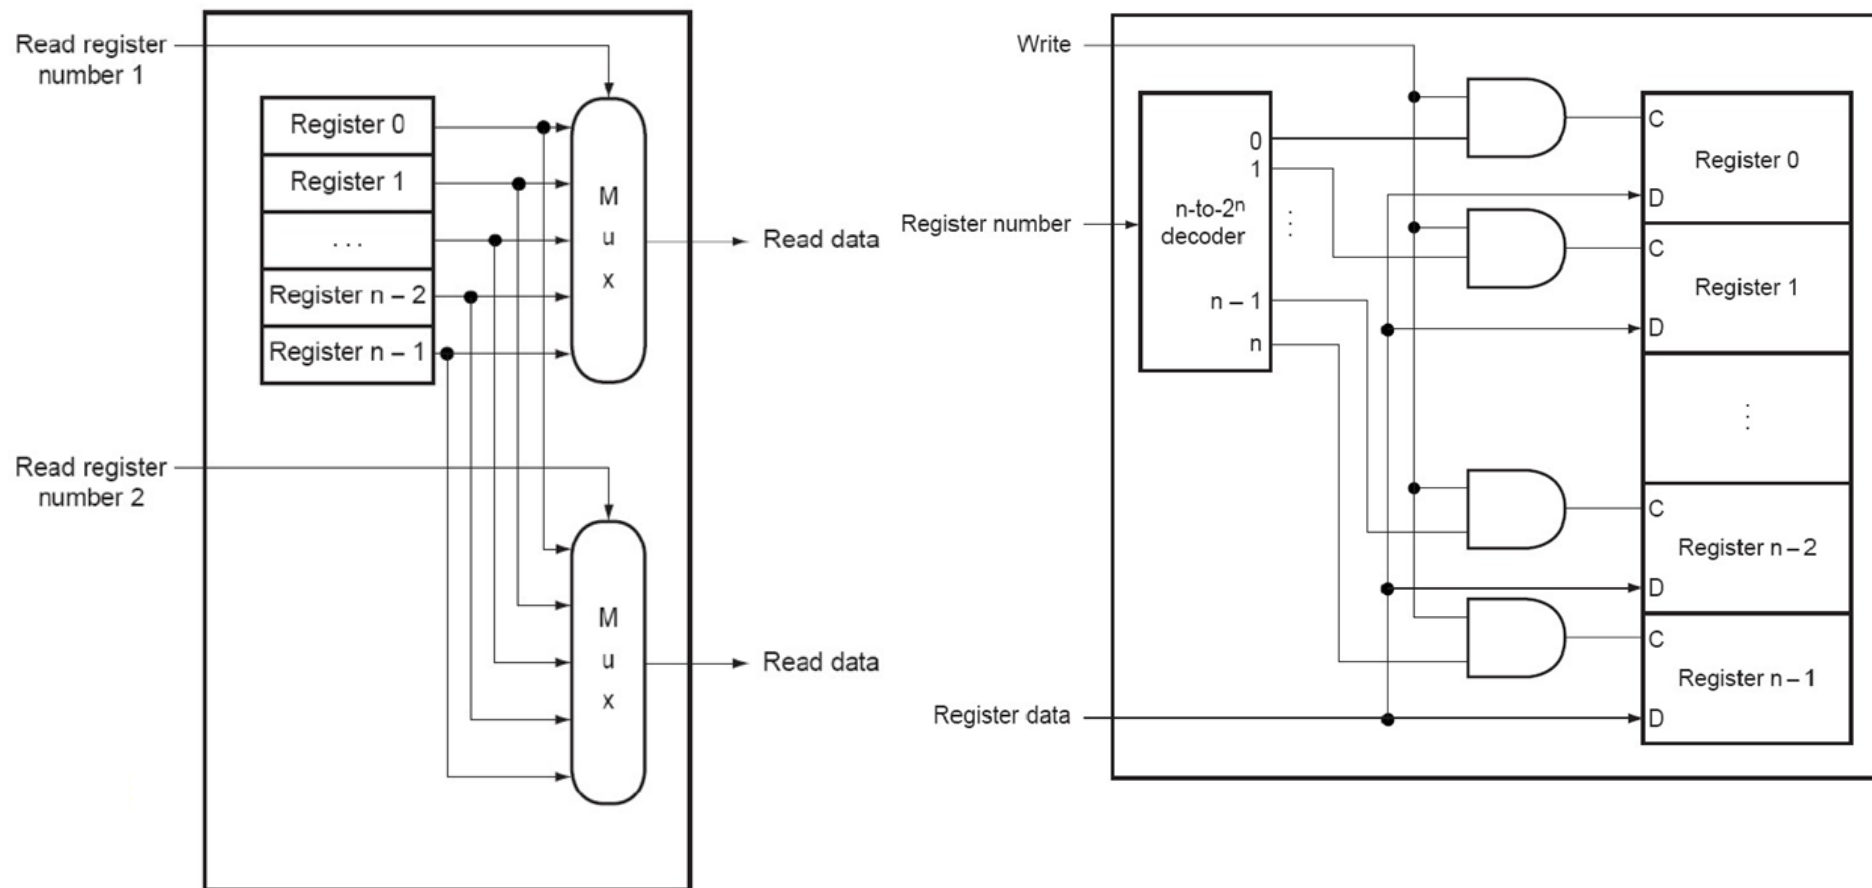 Read register
number 1
Register 0
Register 1
. . .
Register n – 2
Register n – 1
M
u
x
Read data
Read register
number 2
M
u
x
Read data
Write
Register number
n-to-2ⁿ
decoder
0
1
⋮
n – 1
n
C
Register 0
D
C
Register 1
D
⋮
C
Register n – 2
D
C
Register n – 1
D
Register data